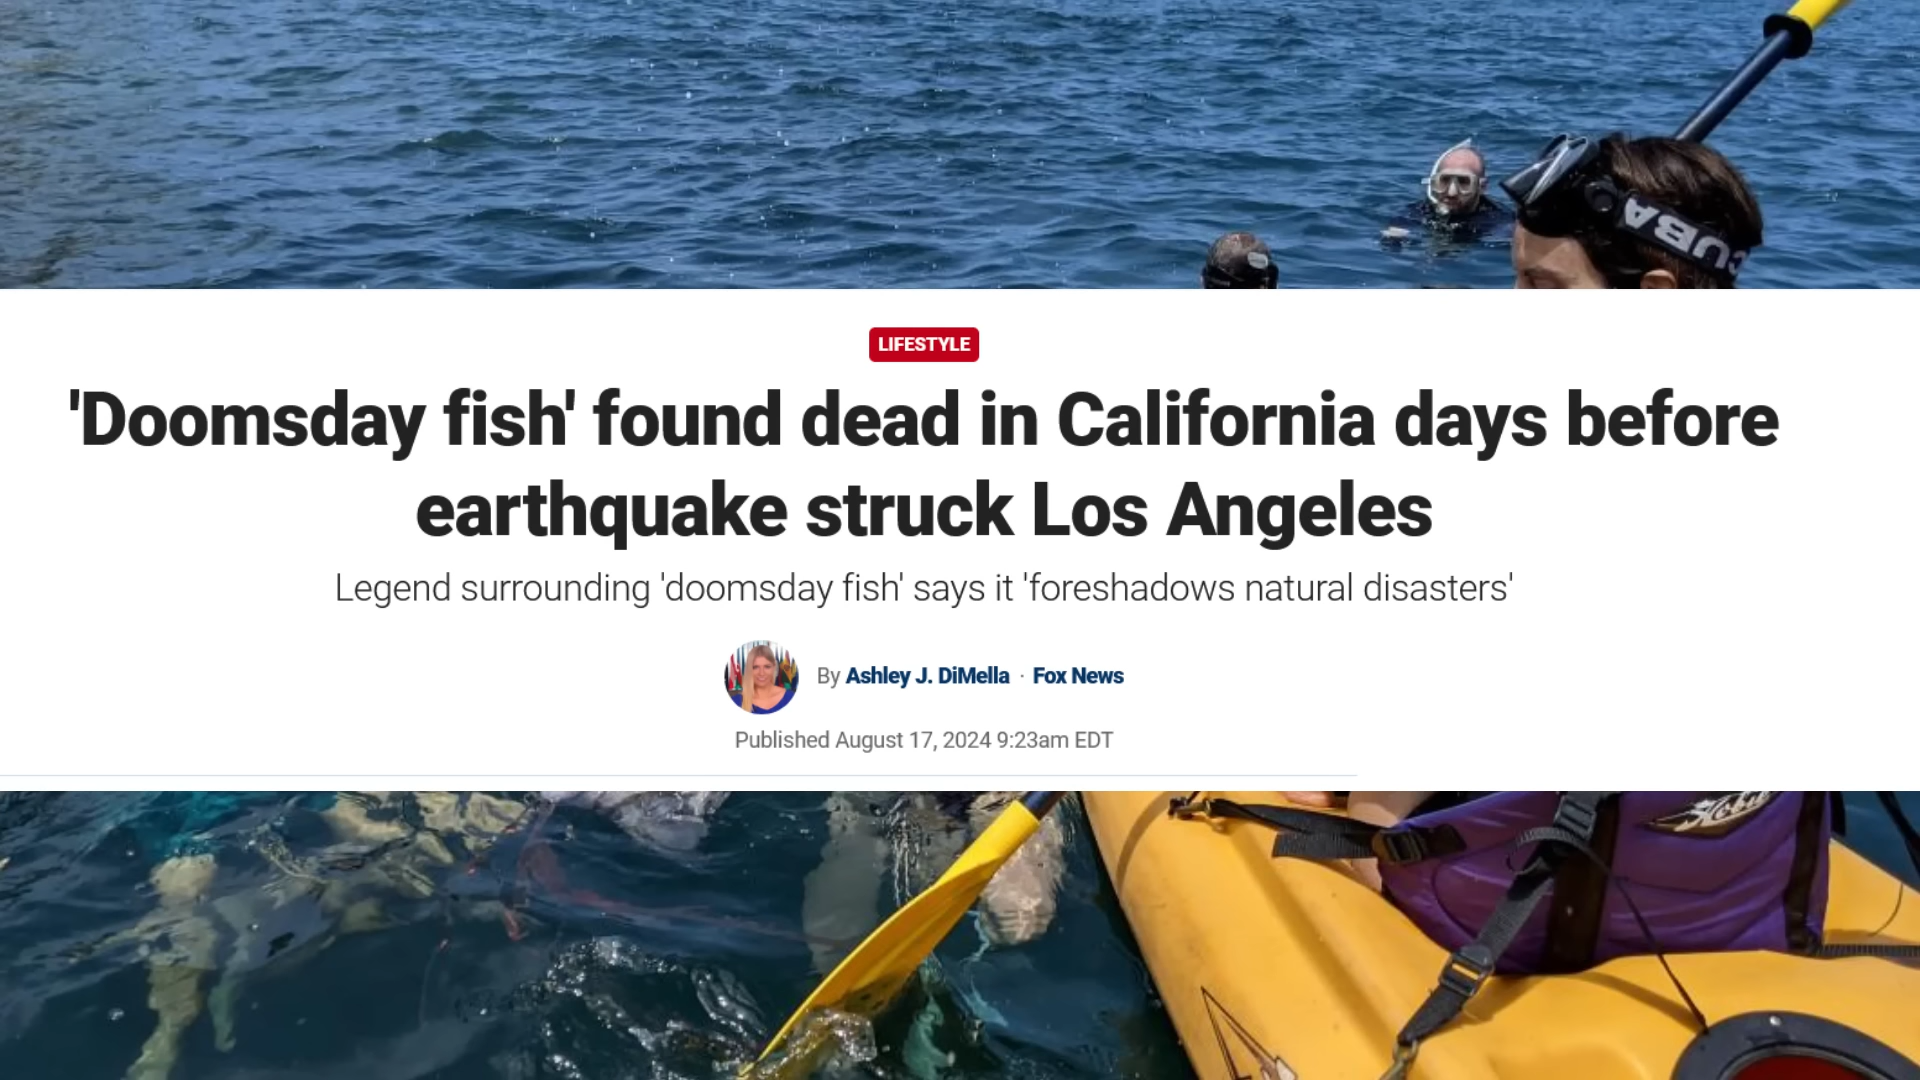 CUBA
LIFESTYLE
'Doomsday fish' found dead in California days before
earthquake struck Los Angeles
Legend surrounding 'doomsday fish' says it 'foreshadows natural disasters'
By Ashley J. DiMella · Fox News
Published August 17, 2024 9:23am EDT